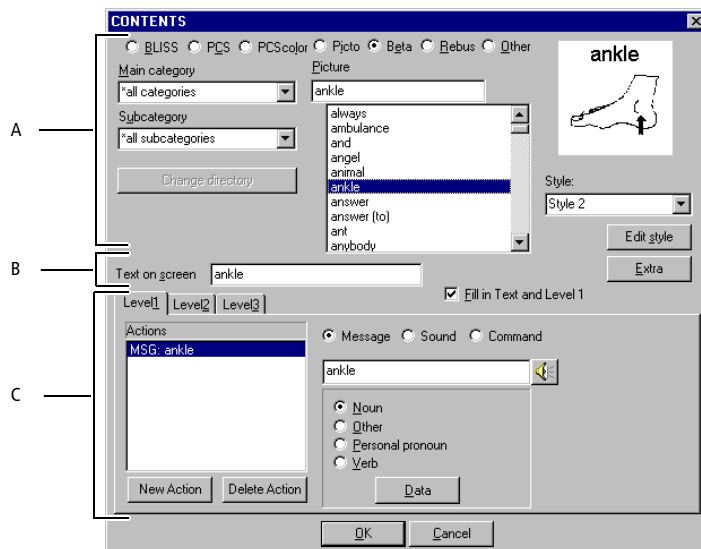 CONTENTS
BLISS PCS PCScolor Picto Beta Rebus Other
Main category
*all categories
Subcategory
*all subcategories
Change directory
Picture
ankle
always
ambulance
and
angel
animal
ankle
answer
answer (to)
ant
anybody
ankle
Style:
Style 2
Edit style
Extra
A
B
Text on screen ankle
Fill in Text and Level 1
C
Level1 Level2 Level3
Actions
MSG: ankle
New Action Delete Action
Message Sound Command
ankle
Noun
Other
Personal pronoun
Verb
Data
OK Cancel